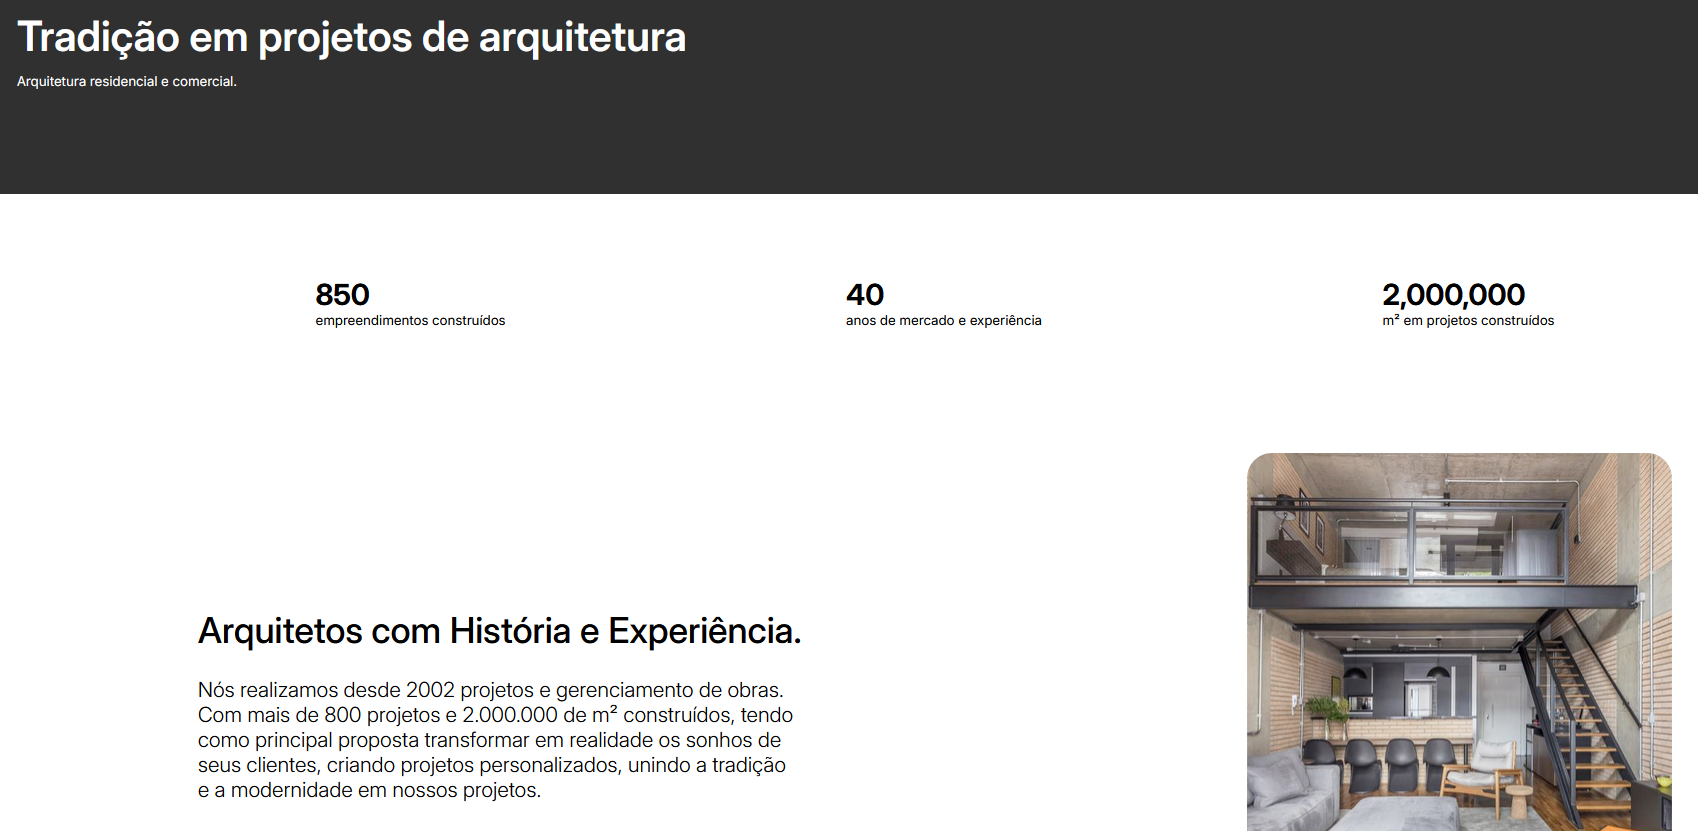 Tradição em projetos de arquitetura
Arquitetura residencial e comercial.
850
empreendimentos construídos
40
anos de mercado e experiência
2,000,000
m² em projetos construídos
Arquitetos com História e Experiência.
Nós realizamos desde 2002 projetos e gerenciamento de obras.
Com mais de 800 projetos e 2.000.000 de m² construídos, tendo
como principal proposta transformar em realidade os sonhos de
seus clientes, criando projetos personalizados, unindo a tradição
e a modernidade em nossos projetos.